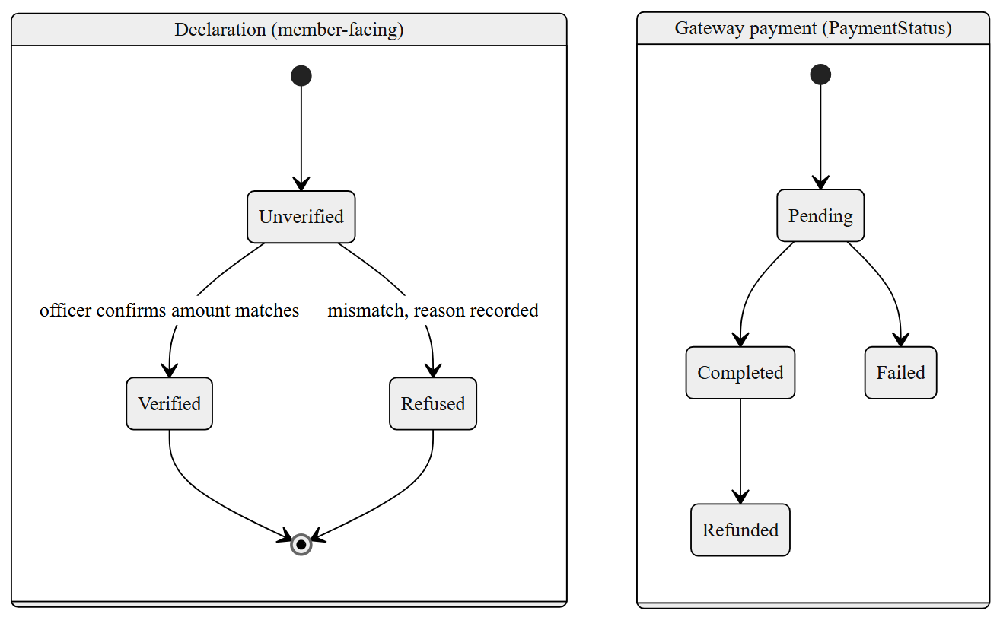 Declaration (member-facing)
Unverified
officer confirms amount matches
mismatch, reason recorded
Verified
Refused
Gateway payment (PaymentStatus)
Pending
Completed
Failed
Refunded